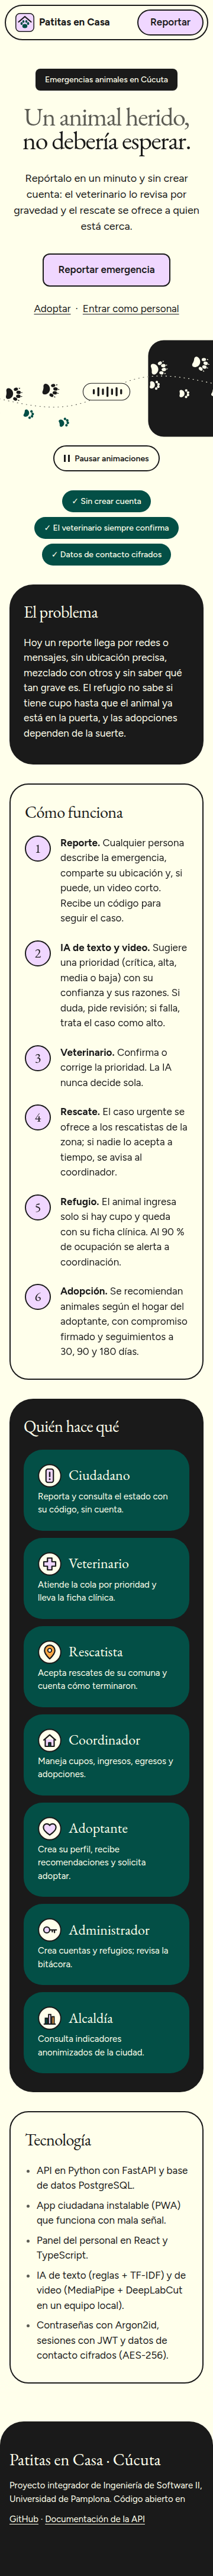 Patitas en Casa
Reportar
Emergencias animales en Cúcuta
Un animal herido,
no debería esperar.
Repórtalo en un minuto y sin crear
cuenta: el veterinario lo revisa por
gravedad y el rescate se ofrece a quien
está cerca.
Reportar emergencia
Adoptar · Entrar como personal
Pausar animaciones
✓ Sin crear cuenta
✓ El veterinario siempre confirma
✓ Datos de contacto cifrados
El problema
Hoy un reporte llega por redes o
mensajes, sin ubicación precisa,
mezclado con otros y sin saber qué
tan grave es. El refugio no sabe si
tiene cupo hasta que el animal ya
está en la puerta, y las adopciones
dependen de la suerte.
Cómo funciona
1
Reporte. Cualquier persona
describe la emergencia,
comparte su ubicación y, si
puede, un video corto.
Recibe un código para
seguir el caso.
2
IA de texto y video. Sugiere
una prioridad (crítica, alta,
media o baja) con su
confianza y sus razones. Si
duda, pide revisión; si falla,
trata el caso como alto.
3
Veterinario. Confirma o
corrige la prioridad. La IA
nunca decide sola.
4
Rescate. El caso urgente se
ofrece a los rescatistas de la
zona; si nadie lo acepta a
tiempo, se avisa al
coordinador.
5
Refugio. El animal ingresa
solo si hay cupo y queda
con su ficha clínica. Al 90 %
de ocupación se alerta a
coordinación.
6
Adopción. Se recomiendan
animales según el hogar del
adoptante, con compromiso
firmado y seguimientos a
30, 90 y 180 días.
Quién hace qué
Ciudadano
Reporta y consulta el estado con
su código, sin cuenta.
Veterinario
Atiende la cola por prioridad y
lleva la ficha clínica.
Rescatista
Acepta rescates de su comuna y
cuenta cómo terminaron.
Coordinador
Maneja cupos, ingresos, egresos y
adopciones.
Adoptante
Crea su perfil, recibe
recomendaciones y solicita
adoptar.
Administrador
Crea cuentas y refugios; revisa la
bitácora.
Alcaldía
Consulta indicadores
anonimizados de la ciudad.
Tecnología
• API en Python con FastAPI y base
de datos PostgreSQL.
• App ciudadana instalable (PWA)
que funciona con mala señal.
• Panel del personal en React y
TypeScript.
• IA de texto (reglas + TF-IDF) y de
video (MediaPipe + DeepLabCut
en un equipo local).
• Contraseñas con Argon2id,
sesiones con JWT y datos de
contacto cifrados (AES-256).
Patitas en Casa · Cúcuta
Proyecto integrador de Ingeniería de Software II,
Universidad de Pamplona. Código abierto en
GitHub · Documentación de la API